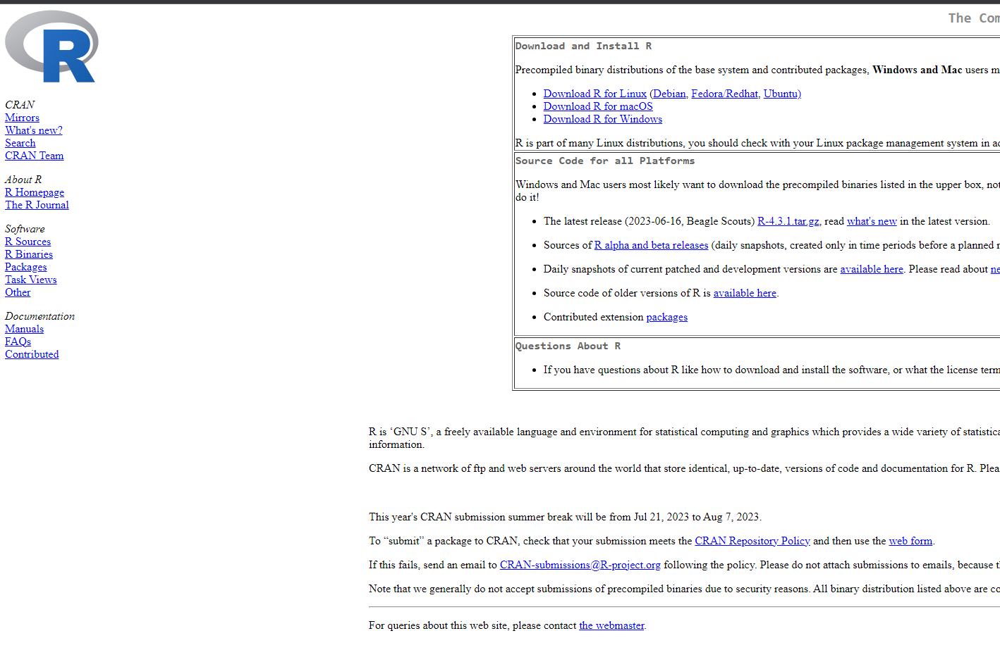 R
CRAN
Mirrors
What's new?
Search
CRAN Team
About R
R Homepage
The R Journal
Software
R Sources
R Binaries
Packages
Task Views
Other
Documentation
Manuals
FAQs
Contributed
The
Download and Install R
Precompiled binary distributions of the base system and contributed packages, Windows and Mac users
Download R for Linux (Debian, Fedora/Redhat, Ubuntu)
Download R for macOS
Download R for Windows
R is part of many Linux distributions, you should check with your Linux package management system in
Source Code for all Platforms
Windows and Mac users most likely want to download the precompiled binaries listed in the upper box, not
do it!
The latest release (2023-06-16, Beagle Scouts) R-4.3.1.tar.gz, read what's new in the latest version.
Sources of R alpha and beta releases (daily snapshots, created only in time periods before a planned
Daily snapshots of current patched and development versions are available here. Please read about
Source code of older versions of R is available here.
Contributed extension packages
Questions About R
If you have questions about R like how to download and install the software, or what the license
R is ‘GNU S’, a freely available language and environment for statistical computing and graphics which provides a wide variety of
information.
CRAN is a network of ftp and web servers around the world that store identical, up-to-date, versions of code and documentation for R.
This year's CRAN submission summer break will be from Jul 21, 2023 to Aug 7, 2023.
To “submit” a package to CRAN, check that your submission meets the CRAN Repository Policy and then use the web form.
If this fails, send an email to CRAN-submissions@R-project.org following the policy. Please do not attach submissions to emails, because
Note that we generally do not accept submissions of precompiled binaries due to security reasons. All binary distribution listed above are
For queries about this web site, please contact the webmaster.